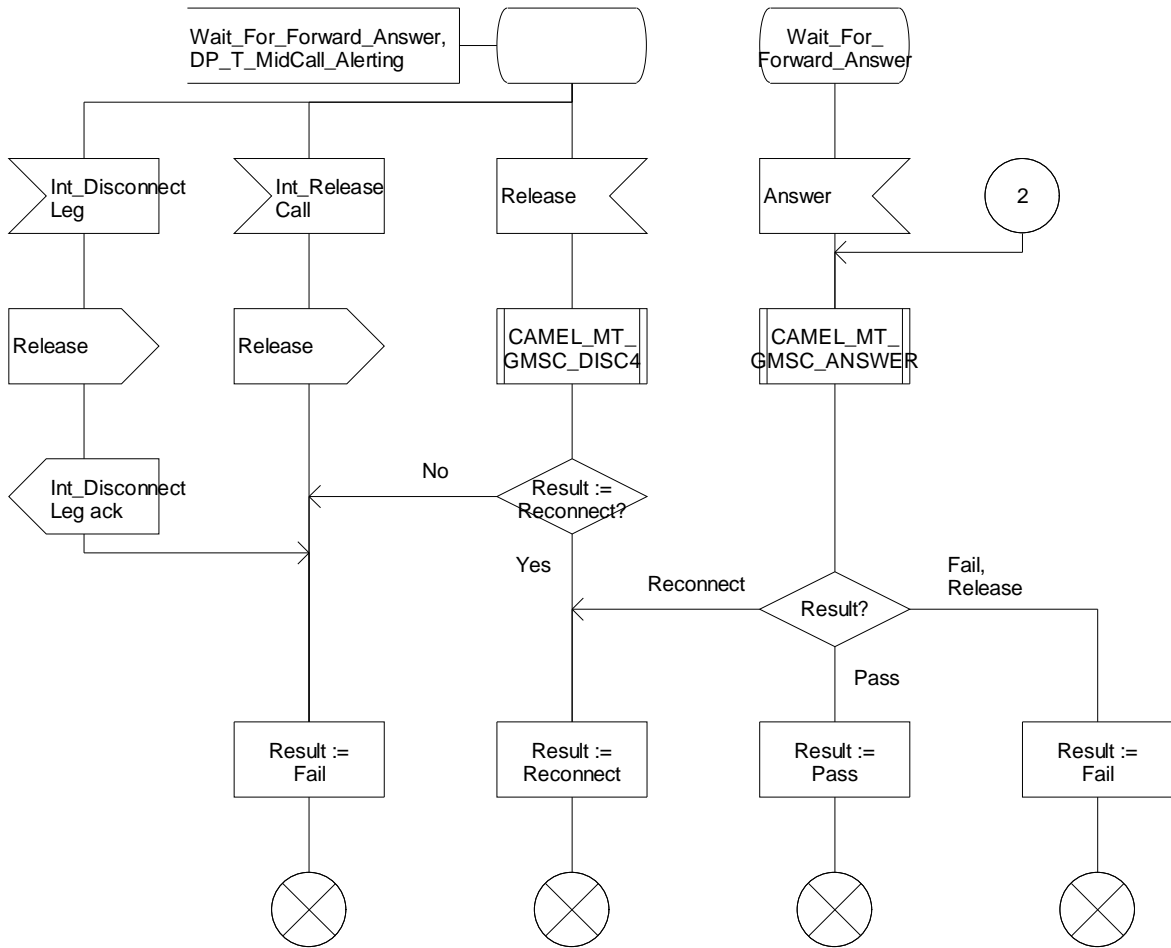 Wait_For_Forward_Answer,
DP_T_MidCall_Alerting
Wait_For_
Forward_Answer
Int_Disconnect
Leg
Int_Release
Call
Release
Answer
2
Release
Release
CAMEL_MT_
GMSC_DISC4
CAMEL_MT_
GMSC_ANSWER
Int_Disconnect
Leg ack
No
Result :=
Reconnect?
Yes
Reconnect
Result?
Fail,
Release
Pass
Result :=
Fail
Result :=
Reconnect
Result :=
Pass
Result :=
Fail